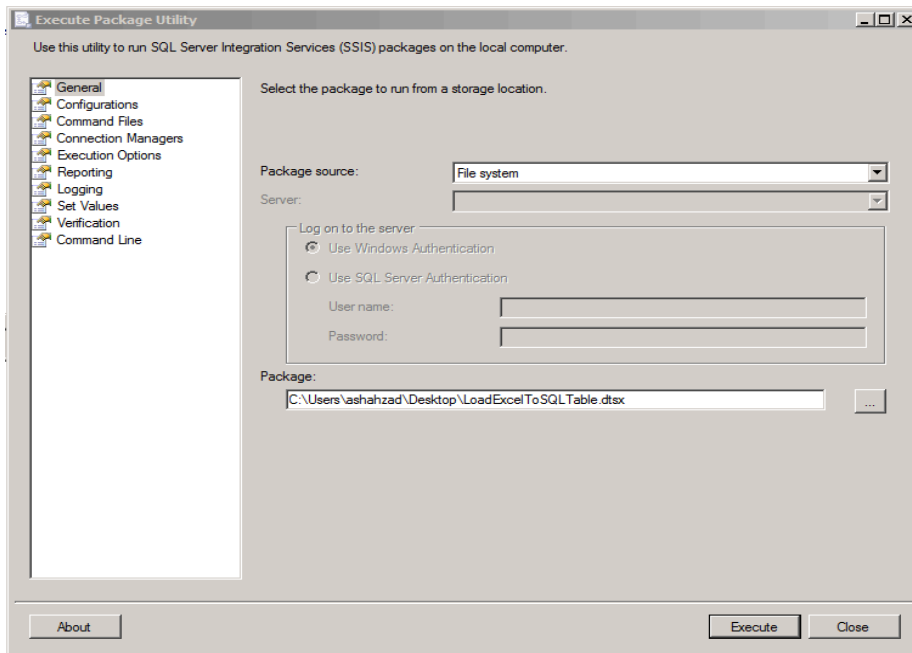 Execute Package Utility
Use this utility to run SQL Server Integration Services (SSIS) packages on the local computer.
General
Configurations
Command Files
Connection Managers
Execution Options
Reporting
Logging
Set Values
Verification
Command Line
Select the package to run from a storage location.
Package source: File system
Server:
Log on to the server
Use Windows Authentication
Use SQL Server Authentication
User name:
Password:
Package:
C:\Users\ashahzad\Desktop\LoadExcelToSQLTable.dtsx
...
About Execute Close